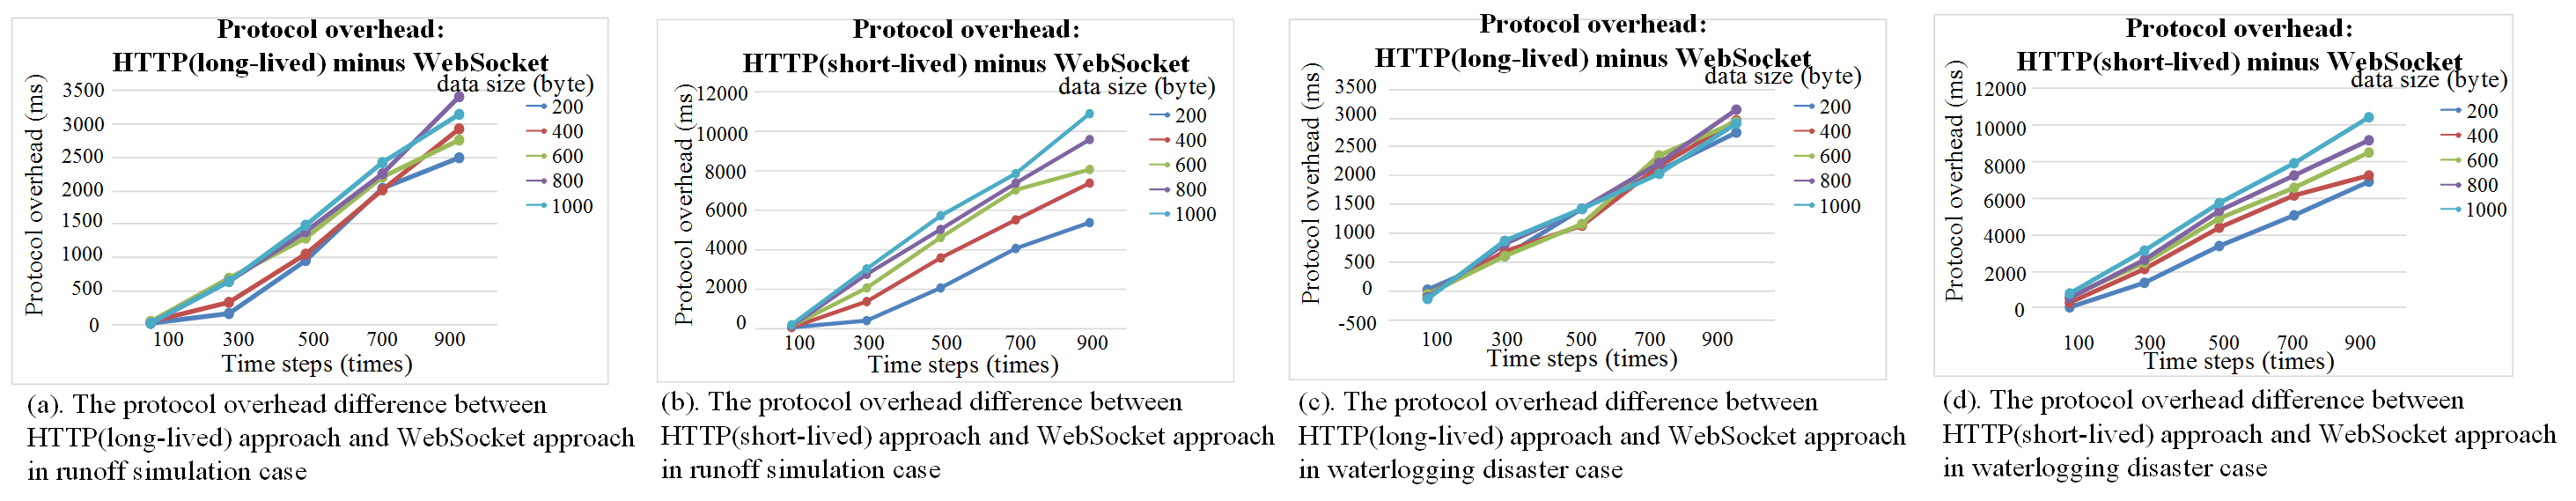 Protocol overhead:
HTTP(long-lived) minus WebSocket
data size (byte)
Protocol overhead (ms)
3500
3000
2500
2000
1500
1000
500
0
100 300 500 700 900
Time steps (times)
200
400
600
800
1000
(a). The protocol overhead difference between
HTTP(long-lived) approach and WebSocket approach
in runoff simulation case
Protocol overhead:
HTTP(short-lived) minus WebSocket
data size (byte)
Protocol overhead (ms)
12000
10000
8000
6000
4000
2000
0
100 300 500 700 900
Time steps (times)
200
400
600
800
1000
(b). The protocol overhead difference between
HTTP(short-lived) approach and WebSocket approach
in runoff simulation case
Protocol overhead:
HTTP(long-lived) minus WebSocket
data size (byte)
Protocol overhead (ms)
3500
3000
2500
2000
1500
1000
500
0
-500
100 300 500 700 900
Time steps (times)
200
400
600
800
1000
(c). The protocol overhead difference between
HTTP(long-lived) approach and WebSocket approach
in waterlogging disaster case
Protocol overhead:
HTTP(short-lived) minus WebSocket
data size (byte)
Protocol overhead (ms)
12000
10000
8000
6000
4000
2000
0
100 300 500 700 900
Time steps (times)
200
400
600
800
1000
(d). The protocol overhead difference between
HTTP(short-lived) approach and WebSocket approach
in waterlogging disaster case